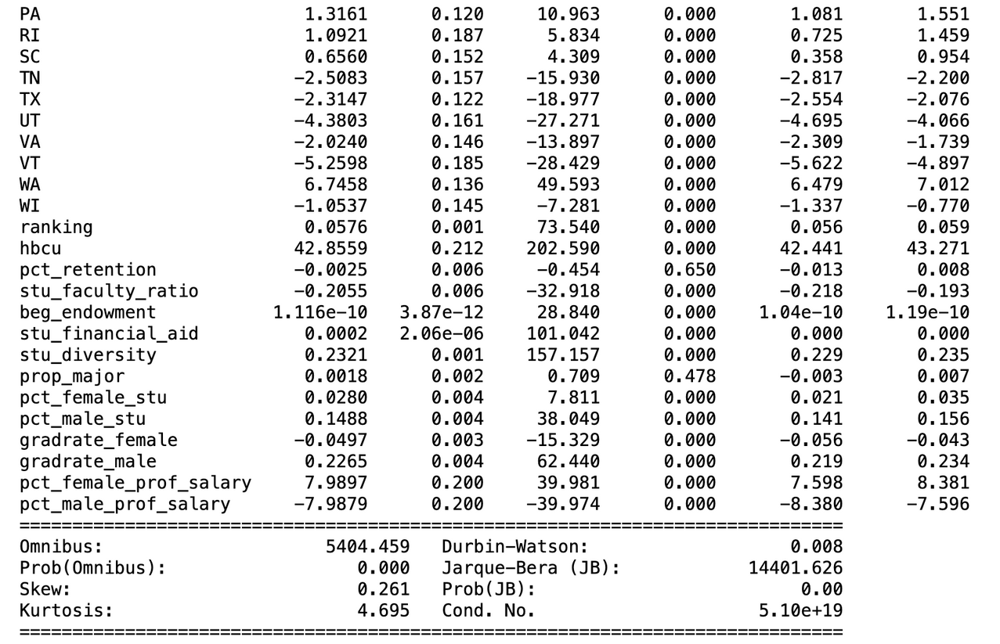 PA 1.3161 0.120 10.963 0.000 1.081 1.551
RI 1.0921 0.187 5.834 0.000 0.725 1.459
SC 0.6560 0.152 4.309 0.000 0.358 0.954
TN −2.5083 0.157 −15.930 0.000 −2.817 −2.200
TX −2.3147 0.122 −18.977 0.000 −2.554 −2.076
UT −4.3803 0.161 −27.271 0.000 −4.695 −4.066
VA −2.0240 0.146 −13.897 0.000 −2.309 −1.739
VT −5.2598 0.185 −28.429 0.000 −5.622 −4.897
WA 6.7458 0.136 49.593 0.000 6.479 7.012
WI −1.0537 0.145 −7.281 0.000 −1.337 −0.770
ranking 0.0576 0.001 73.540 0.000 0.056 0.059
hbcu 42.8559 0.212 202.590 0.000 42.441 43.271
pct_retention −0.0025 0.006 −0.454 0.650 −0.013 0.008
stu_faculty_ratio −0.2055 0.006 −32.918 0.000 −0.218 −0.193
beg_endowment 1.116e−10 3.87e−12 28.840 0.000 1.04e−10 1.19e−10
stu_financial_aid 0.0002 2.06e−06 101.042 0.000 0.000 0.000
stu_diversity 0.2321 0.001 157.157 0.000 0.229 0.235
prop_major 0.0018 0.002 0.709 0.478 −0.003 0.007
pct_female_stu 0.0280 0.004 7.811 0.000 0.021 0.035
pct_male_stu 0.1488 0.004 38.049 0.000 0.141 0.156
gradrate_female −0.0497 0.003 −15.329 0.000 −0.056 −0.043
gradrate_male 0.2265 0.004 62.440 0.000 0.219 0.234
pct_female_prof_salary 7.9897 0.200 39.981 0.000 7.598 8.381
pct_male_prof_salary −7.9879 0.200 −39.974 0.000 −8.380 −7.596
==============================================================================
Omnibus: 5404.459 Durbin−Watson: 0.008
Prob(Omnibus): 0.000 Jarque−Bera (JB): 14401.626
Skew: 0.261 Prob(JB): 0.00
Kurtosis: 4.695 Cond. No. 5.10e+19
==============================================================================